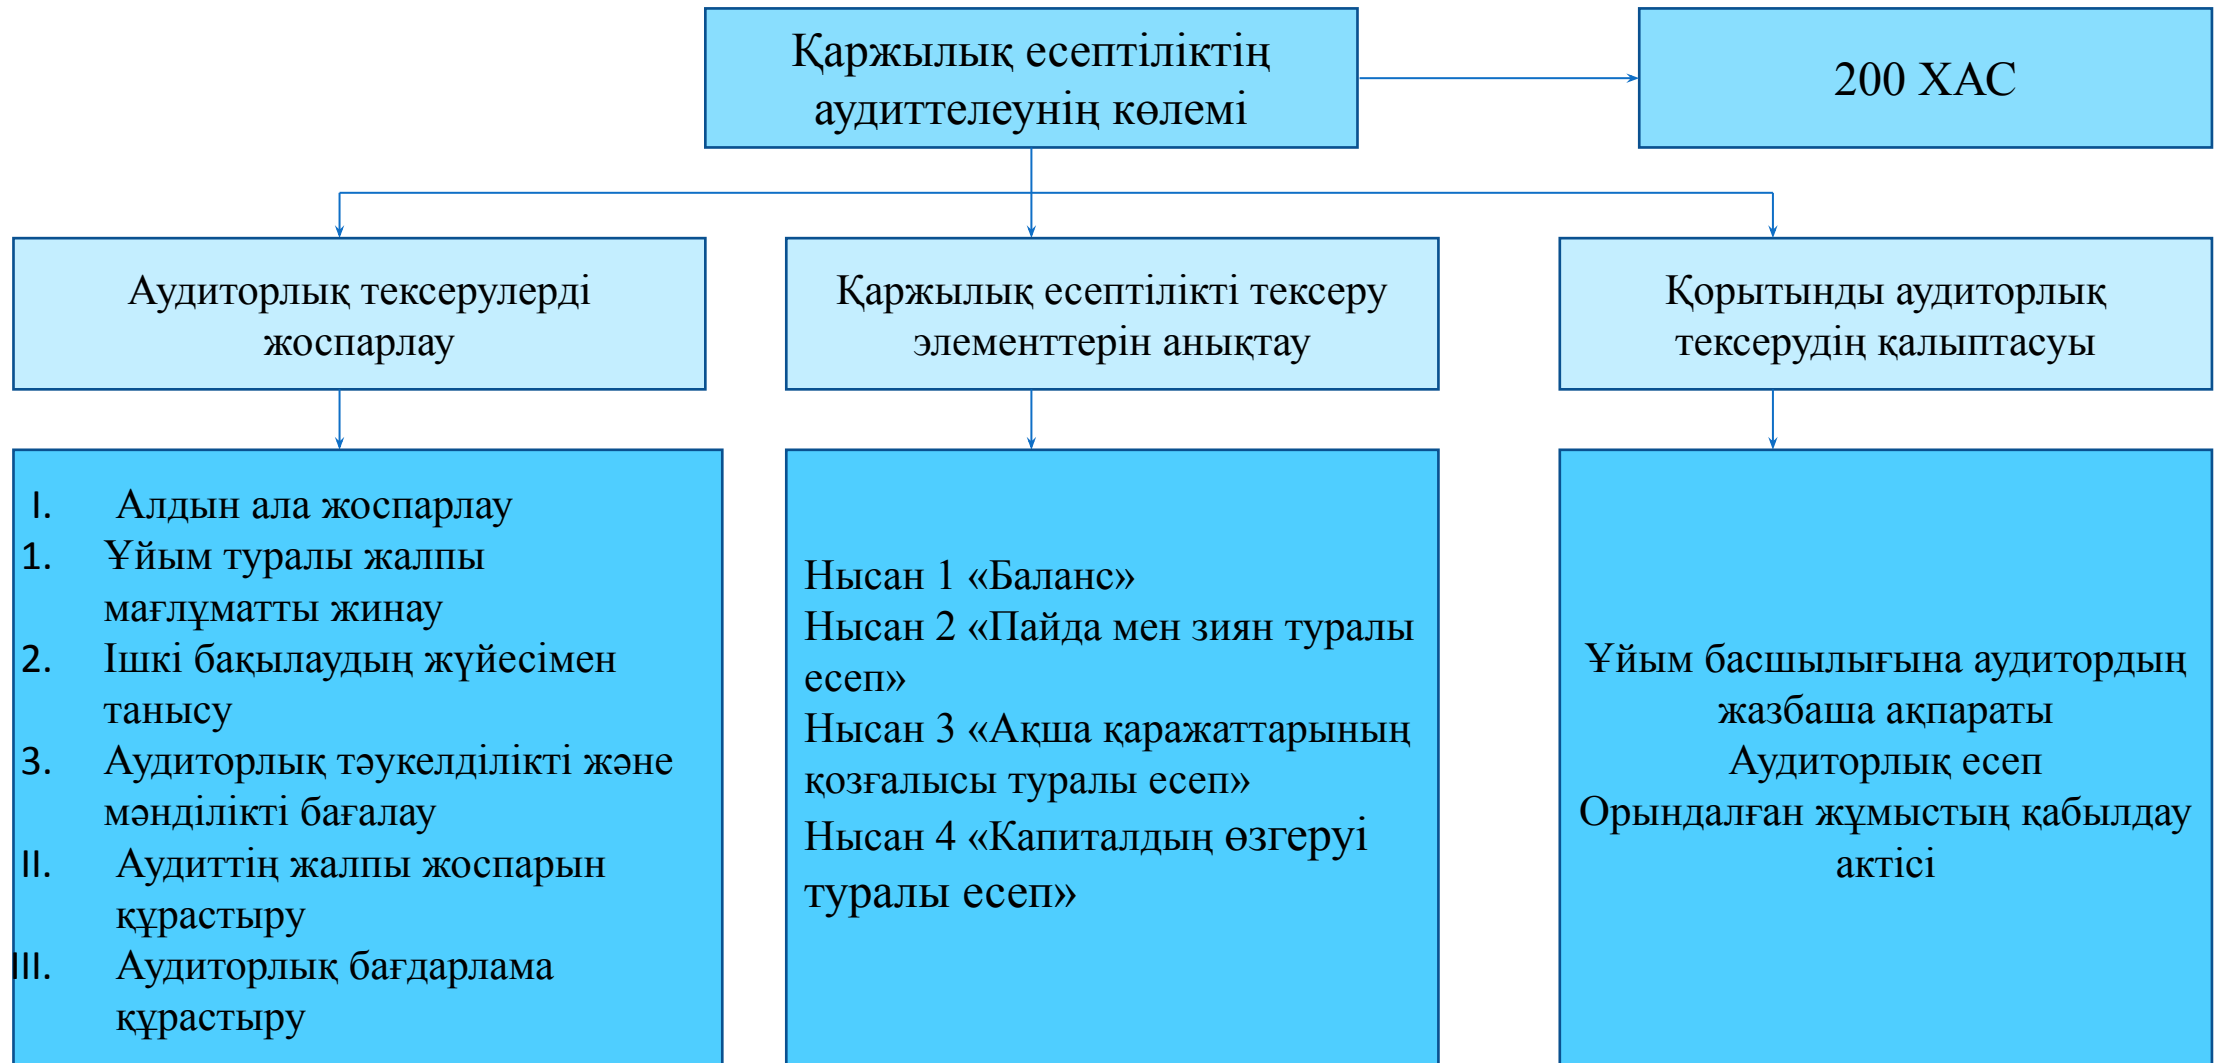 Қаржылық есептіліктің
аудиттелеунің көлемі
200 ХАС
Аудиторлық тексерулерді
жоспарлау
Қаржылық есептілікті тексеру
элементтерін анықтау
Қорытынды аудиторлық
тексерудің қалыптасуы
I. Алдын ала жоспарлау
1. Ұйым туралы жалпы
мағлұматты жинау
2. Ішкі бақылаудың жүйесімен
танысу
3. Аудиторлық тәукелділікті және
мәнділікті бағалау
II. Аудиттің жалпы жоспарын
құрастыру
III. Аудиторлық бағдарлама
құрастыру
Нысан 1 «Баланс»
Нысан 2 «Пайда мен зиян туралы
есеп»
Нысан 3 «Ақша қаражаттарының
қозғалысы туралы есеп»
Нысан 4 «Капиталдың өзгеруі
туралы есеп»
Ұйым басшылығына аудитордың
жазбаша ақпараты
Аудиторлық есеп
Орындалған жұмыстың қабылдау
актісі